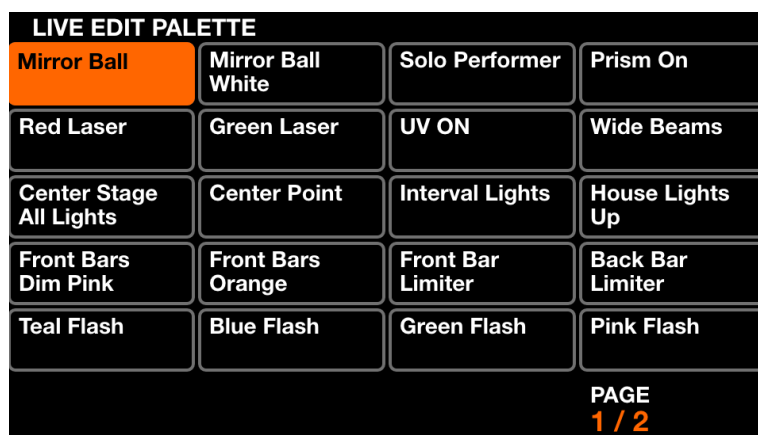 LIVE EDIT PALETTE
Mirror Ball
Mirror Ball
White
Solo Performer
Prism On
Red Laser
Green Laser
UV ON
Wide Beams
Center Stage
All Lights
Center Point
Interval Lights
House Lights
Up
Front Bars
Dim Pink
Front Bars
Orange
Front Bar
Limiter
Back Bar
Limiter
Teal Flash
Blue Flash
Green Flash
Pink Flash
PAGE
1 / 2